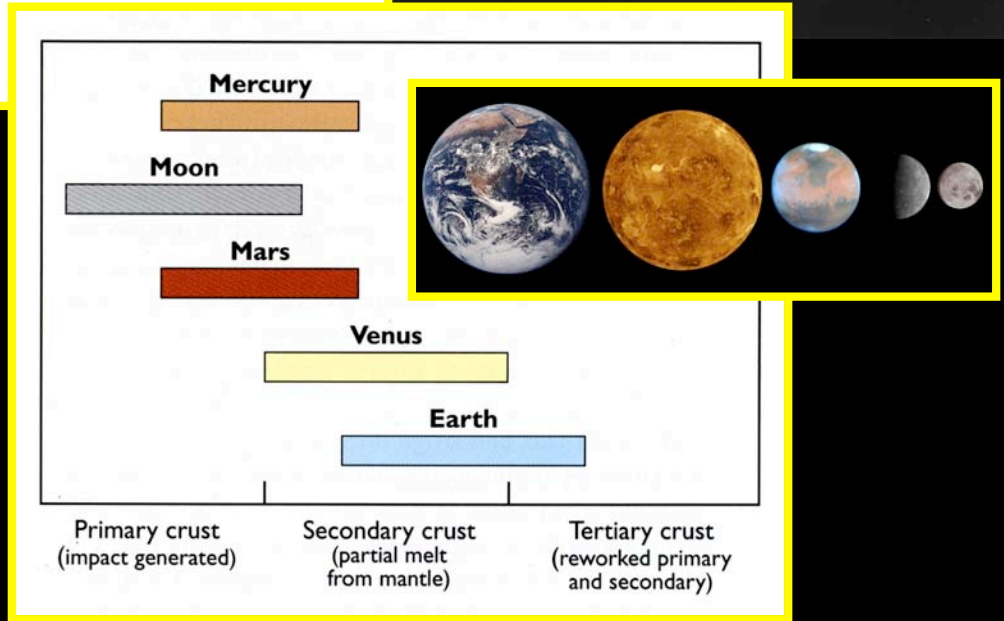 Mercury
Moon
Mars
Venus
Earth
Primary crust
(impact generated)
Secondary crust
(partial melt
from mantle)
Tertiary crust
(reworked primary
and secondary)